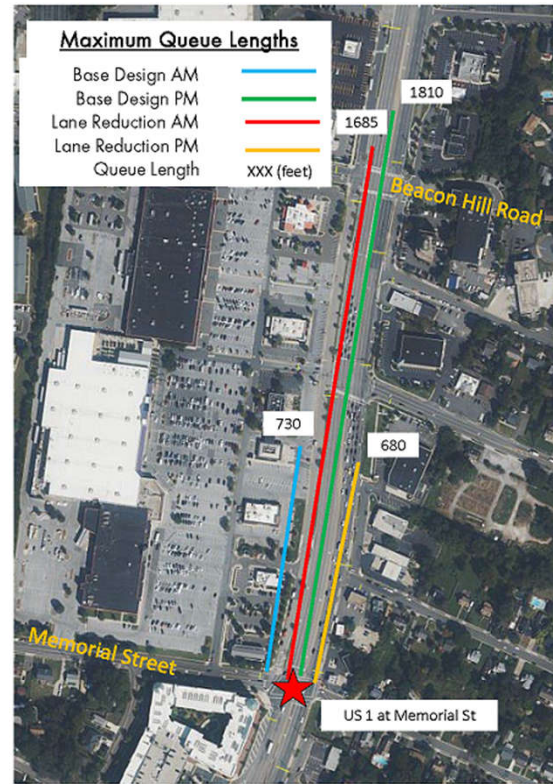 Maximum Queue Lengths
Base Design AM
Base Design PM
Lane Reduction AM
Lane Reduction PM
Queue Length XXX (feet)
1810
1685
Beacon Hill Road
730
680
Memorial Street
US 1 at Memorial St